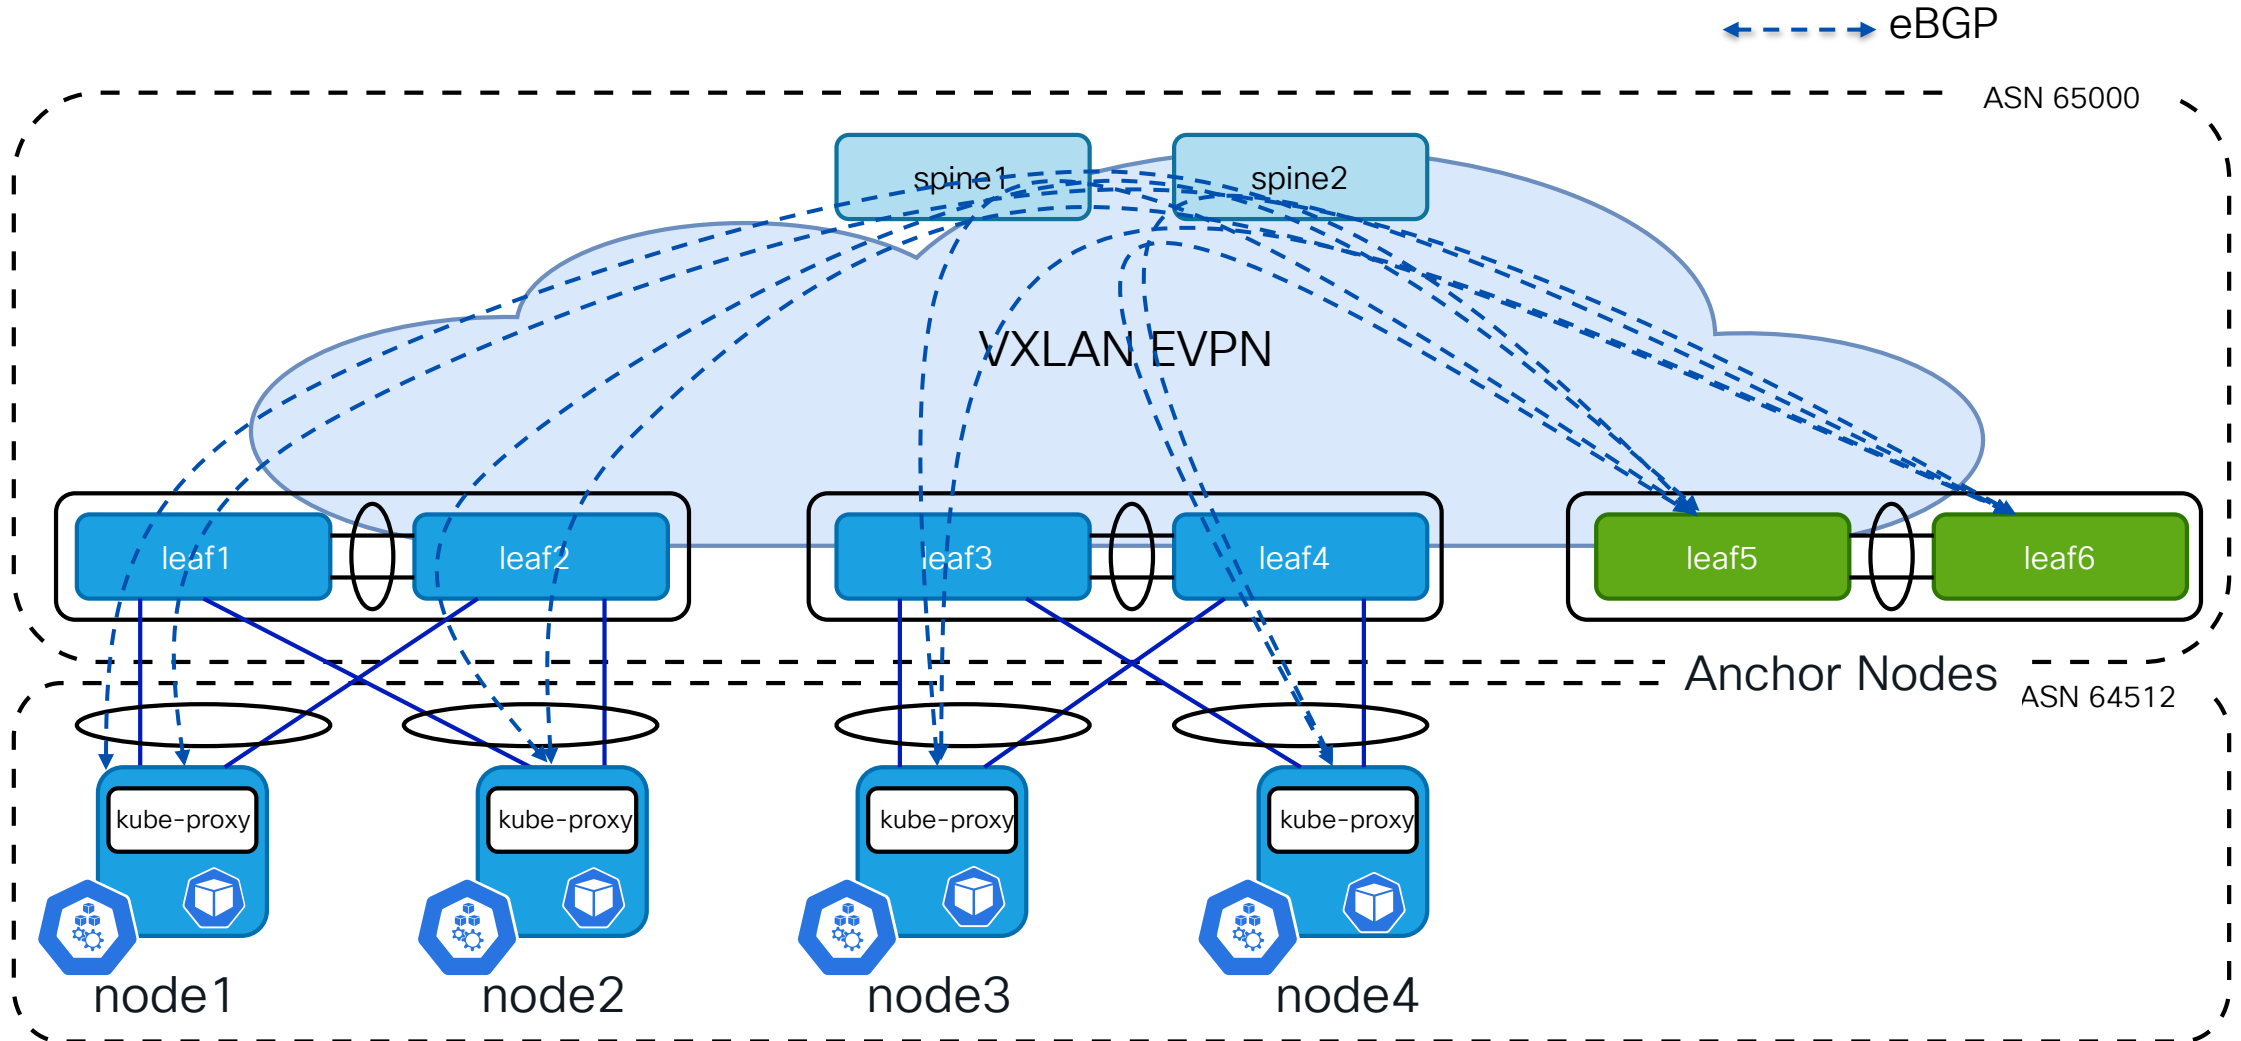 eBGP
ASN 65000
spine1
spine2
VXLAN EVPN
leaf1
leaf2
leaf3
leaf4
leaf5
leaf6
Anchor Nodes
ASN 64512
kube-proxy
kube-proxy
kube-proxy
kube-proxy
node1
node2
node3
node4